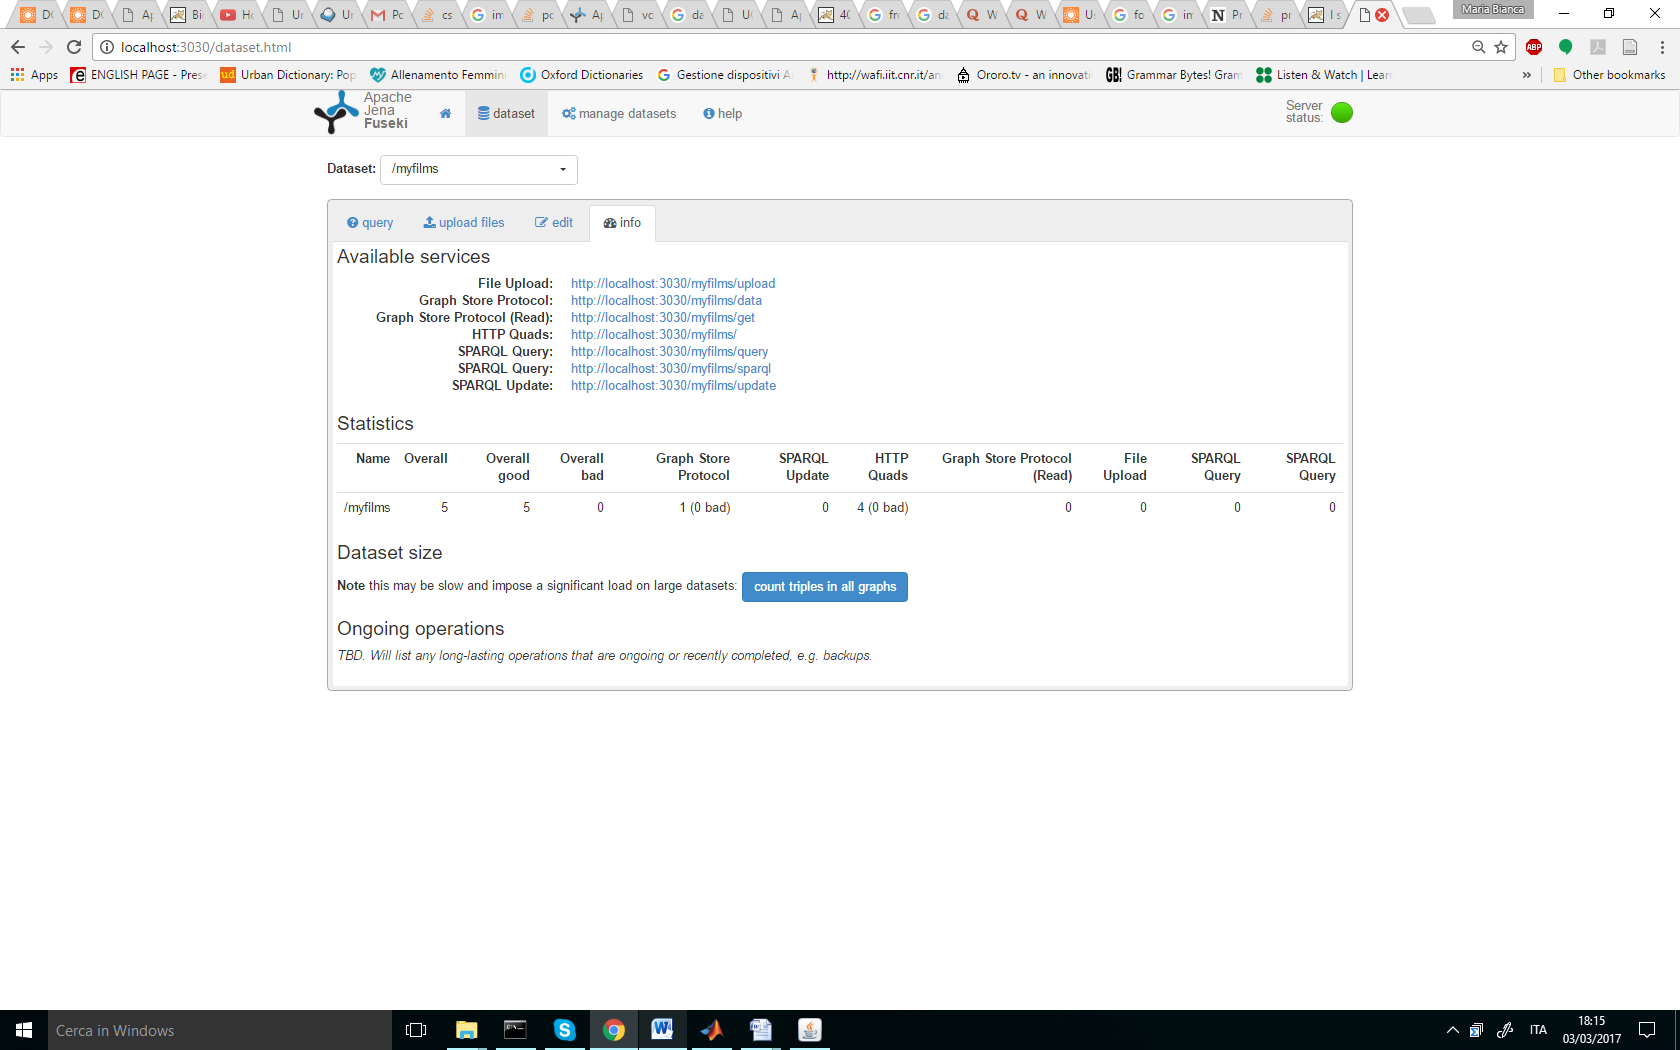 Maria Bianca
localhost:3030/dataset.html
Apps ENGLISH PAGE - Prese Urban Dictionary: Pop Allenamento Femmini Oxford Dictionaries Gestione dispositivi A http://wafi.iit.cnr.it/an Ororo.tv - an innovati Grammar Bytes! Gram Listen & Watch | Lear » Other bookmarks
Apache
Jena
Fuseki
dataset manage datasets help
Server
status:
Dataset: /myfilms
query upload files edit info
Available services
File Upload: http://localhost:3030/myfilms/upload
Graph Store Protocol: http://localhost:3030/myfilms/data
Graph Store Protocol (Read): http://localhost:3030/myfilms/get
HTTP Quads: http://localhost:3030/myfilms/
SPARQL Query: http://localhost:3030/myfilms/query
SPARQL Query: http://localhost:3030/myfilms/sparql
SPARQL Update: http://localhost:3030/myfilms/update
Statistics
Name Overall Overall good Overall bad Graph Store Protocol SPARQL Update HTTP Quads Graph Store Protocol (Read) File Upload SPARQL Query SPARQL Query
/myfilms 5 5 0 1 (0 bad) 0 4 (0 bad) 0 0 0 0
Dataset size
Note this may be slow and impose a significant load on large datasets: count triples in all graphs
Ongoing operations
TBD. Will list any long-lasting operations that are ongoing or recently completed, e.g. backups.
Cerca in Windows
ITA
18:15
03/03/2017